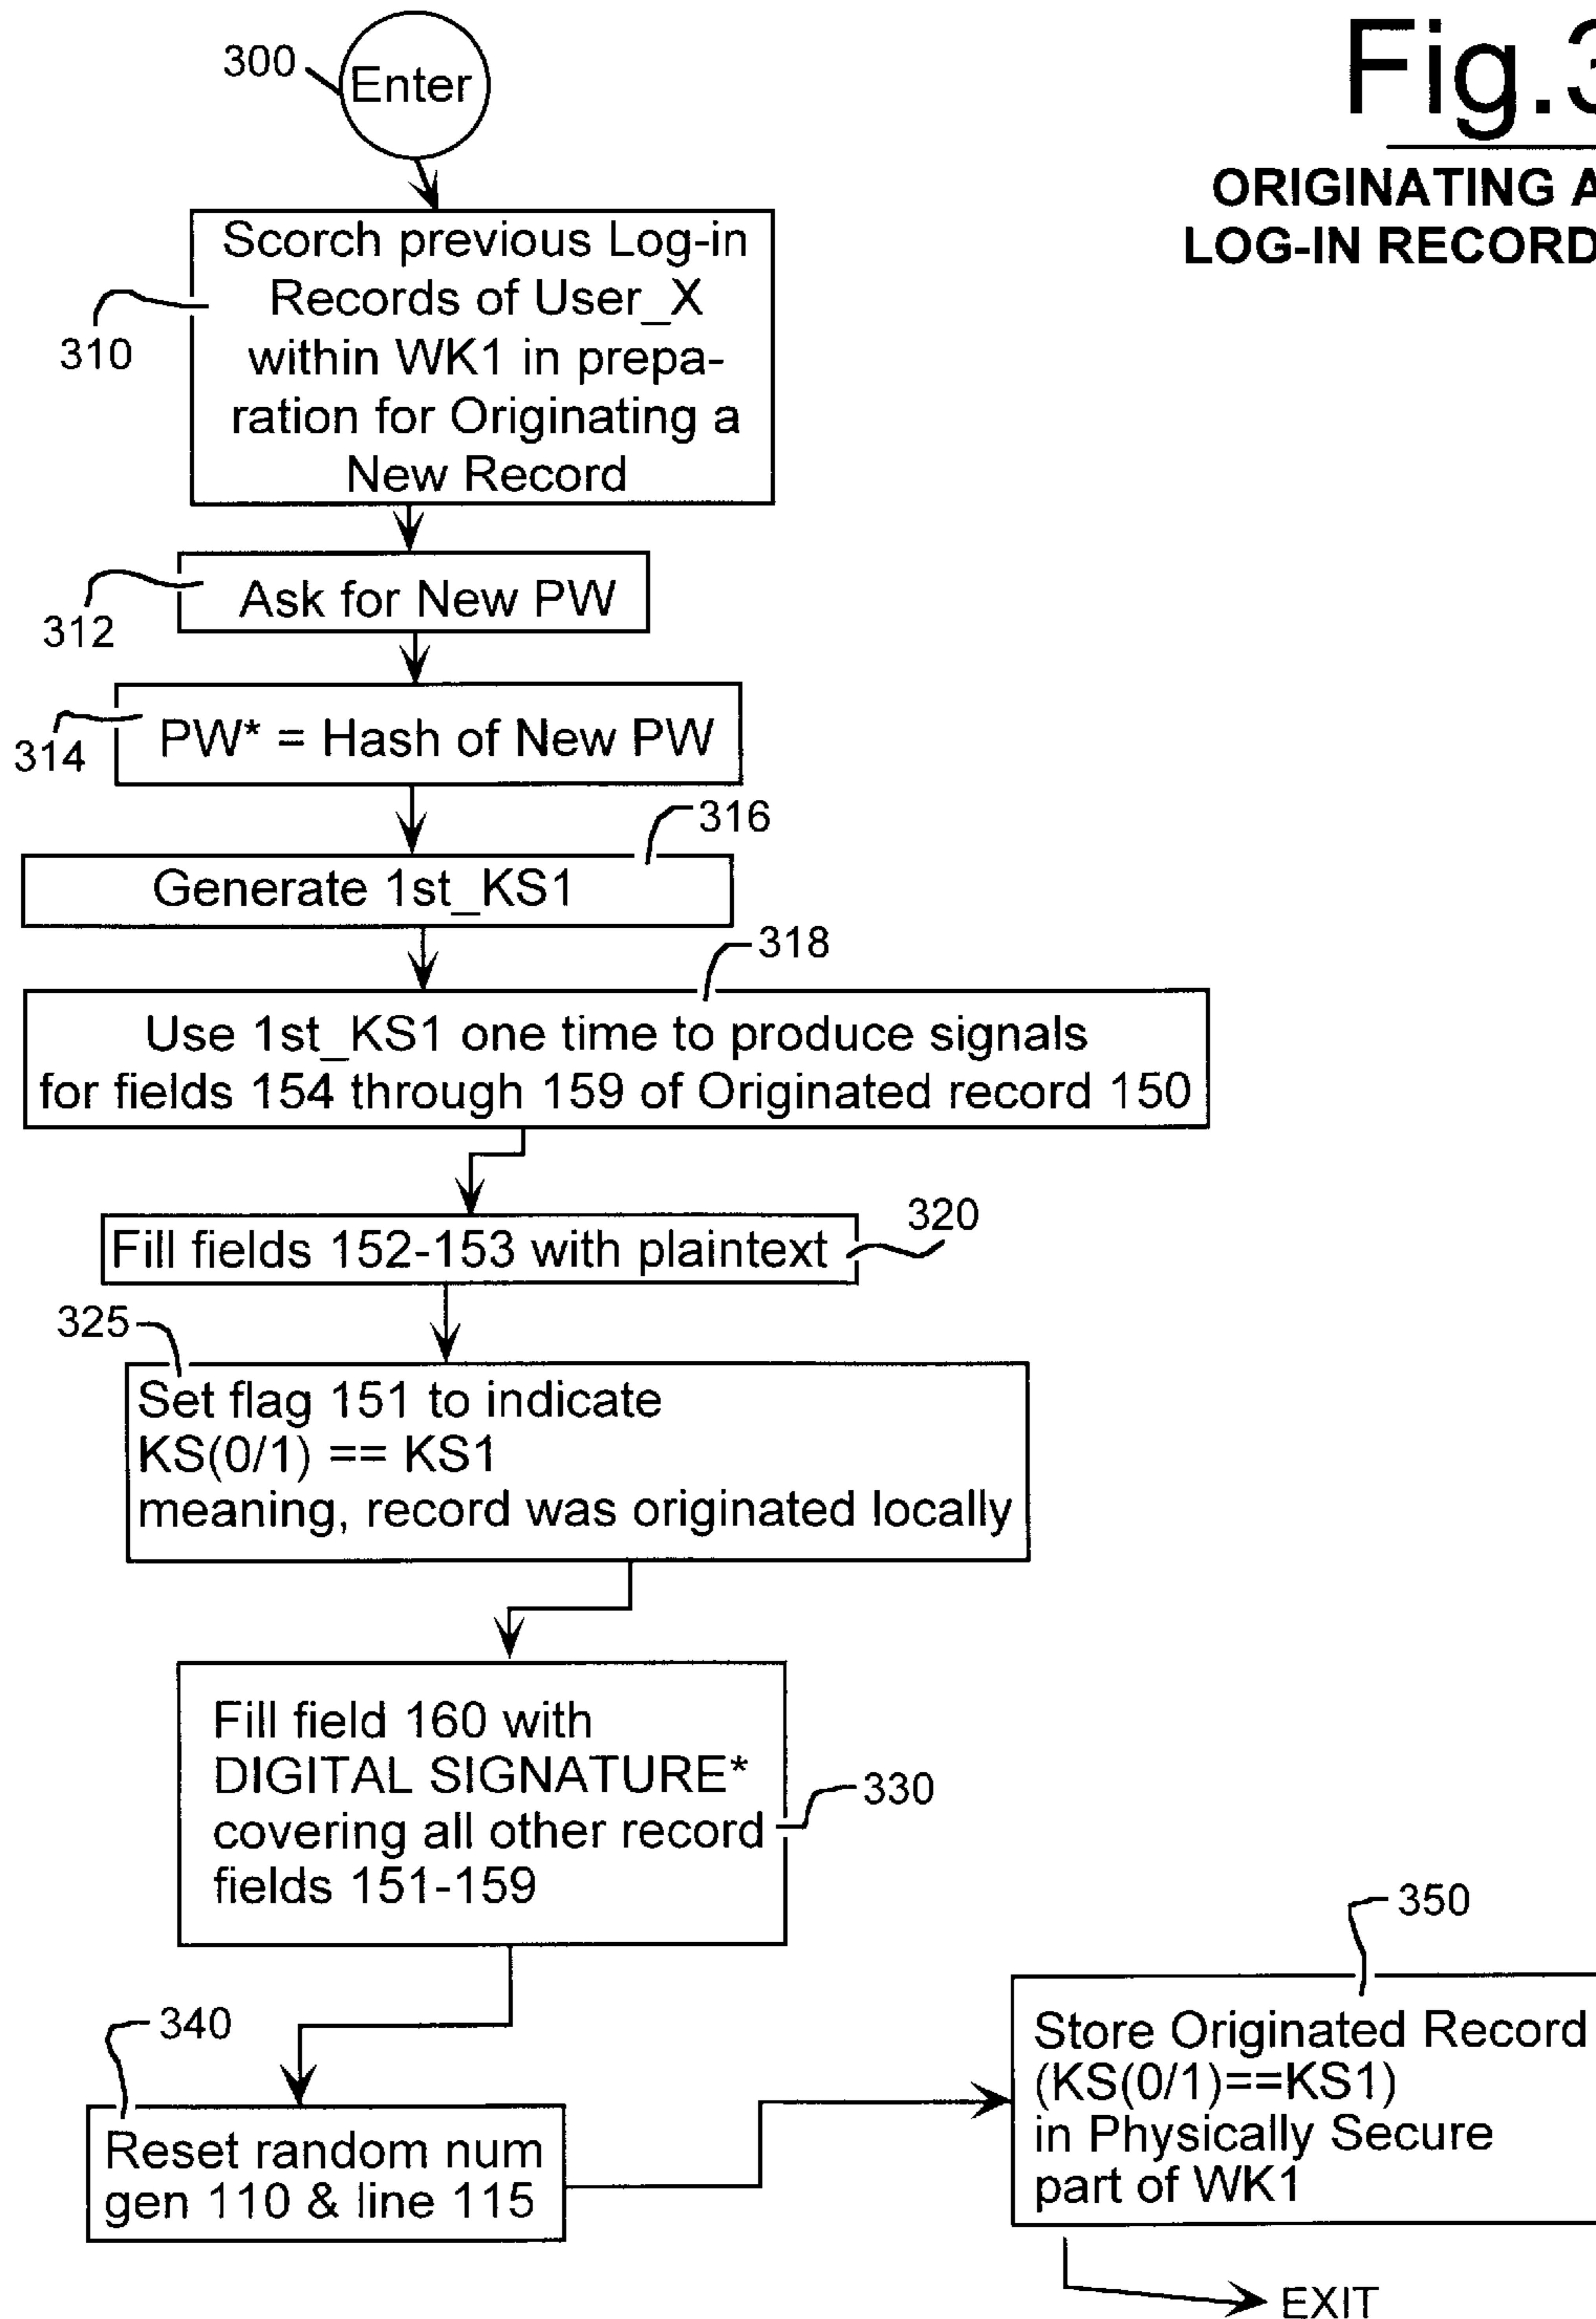 Fig.3
ORIGINATING A
LOG-IN RECORD
300
Enter
Scorch previous Log-in
Records of User_X
within WK1 in prepa-
ration for Originating a
New Record
310
Ask for New PW
312
PW* = Hash of New PW
314
316
Generate 1st_KS1
318
Use 1st_KS1 one time to produce signals
for fields 154 through 159 of Originated record 150
320
Fill fields 152-153 with plaintext
325
Set flag 151 to indicate
KS(0/1) == KS1
meaning, record was originated locally
Fill field 160 with
DIGITAL SIGNATURE*
covering all other record
fields 151-159
330
340
Reset random num
gen 110 & line 115
350
Store Originated Record
(KS(0/1)==KS1)
in Physically Secure
part of WK1
EXIT